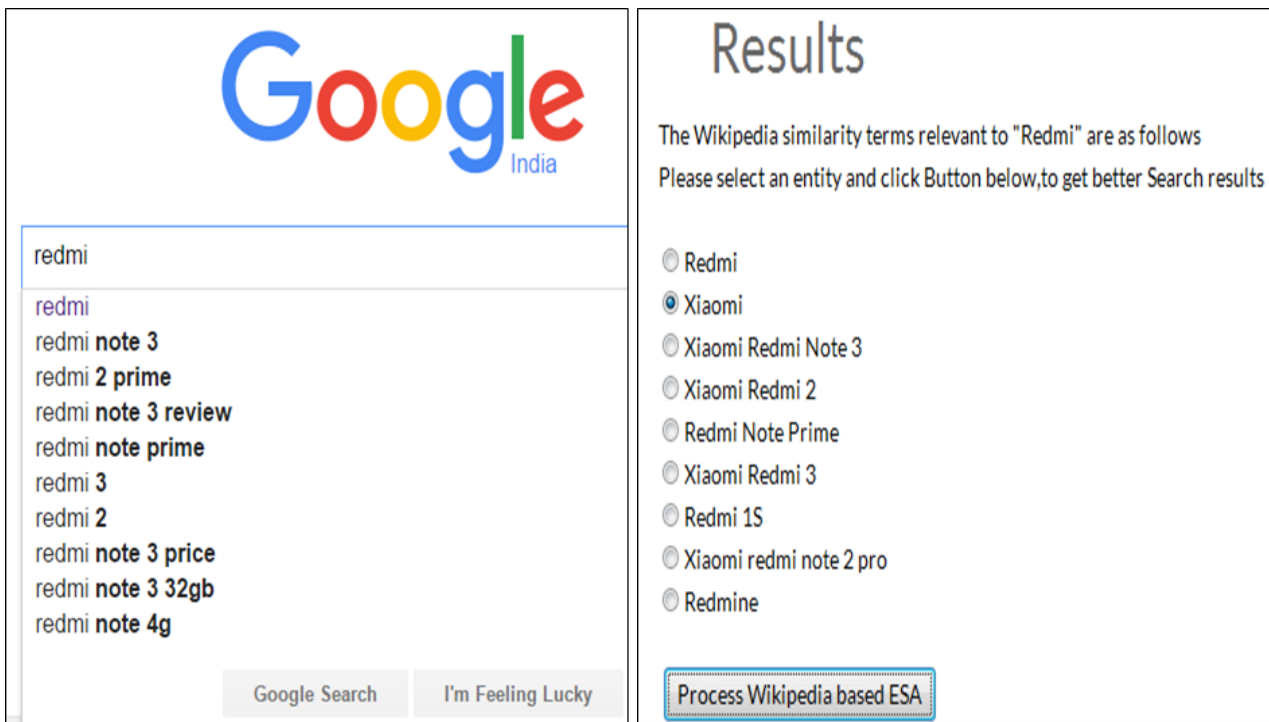 Google
India
redmi
redmi
redmi note 3
redmi 2 prime
redmi note 3 review
redmi note prime
redmi 3
redmi 2
redmi note 3 price
redmi note 3 32gb
redmi note 4g
Google Search
I'm Feeling Lucky
Results
The Wikipedia similarity terms relevant to "Redmi" are as follows
Please select an entity and click Button below,to get better Search results
Redmi
Xiaomi
Xiaomi Redmi Note 3
Xiaomi Redmi 2
Redmi Note Prime
Xiaomi Redmi 3
Redmi 1S
Xiaomi redmi note 2 pro
Redmine
Process Wikipedia based ESA